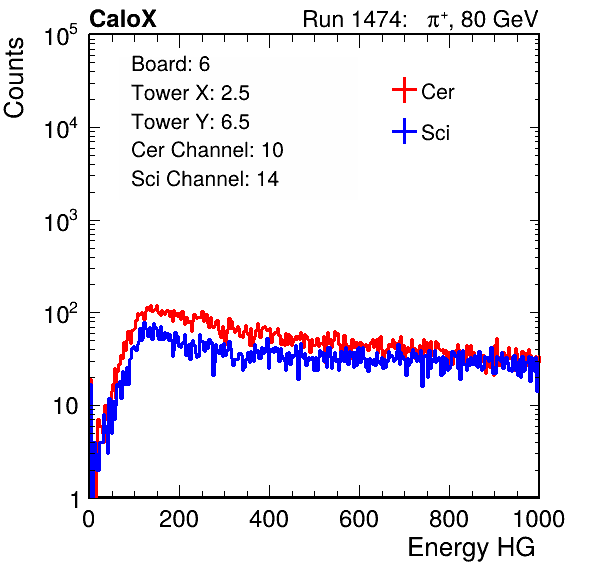 CaloX Run 1474: π⁺, 80 GeV
Counts
10⁵
10⁴
10³
10²
10
1
Board: 6
Tower X: 2.5
Tower Y: 6.5
Cer Channel: 10
Sci Channel: 14
Cer
Sci
0 200 400 600 800 1000
Energy HG